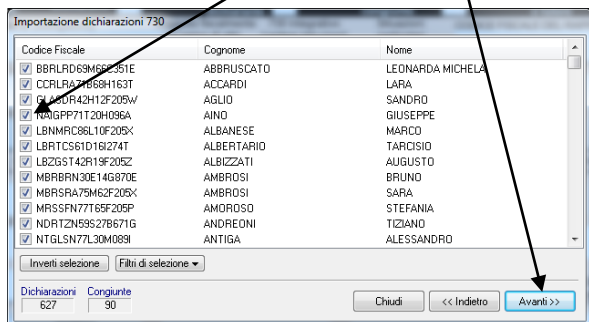 Importazione dichiarazioni 730
Codice Fiscale Cognome Nome
BBRLRD69M66C351E ABBRUSCATO LEONARDA MICHELA
CCRLRA71B68H163T ACCARDI LARA
GLASDR42H12F205W AGLIO SANDRO
NAIGPP71T20H096A AINO GIUSEPPE
LBNMRC86L10F205X ALBANESE MARCO
LBRTCS61D16I274T ALBERTARIO TARCISIO
LBZGST42R19F205Z ALBIZZATI AUGUSTO
MBRBRN30E14G870E AMBROSI BRUNO
MBRSRA75M62F205X AMBROSI SARA
MRSSFN77T65F205P AMOROSO STEFANIA
NDRTZN59S27B671G ANDREONI TIZIANO
NTGLSN77L30M089I ANTIGA ALESSANDRO
Inverti selezione Filtri di selezione
Dichiarazioni Congiunte
627 90 Chiudi << Indietro Avanti >>